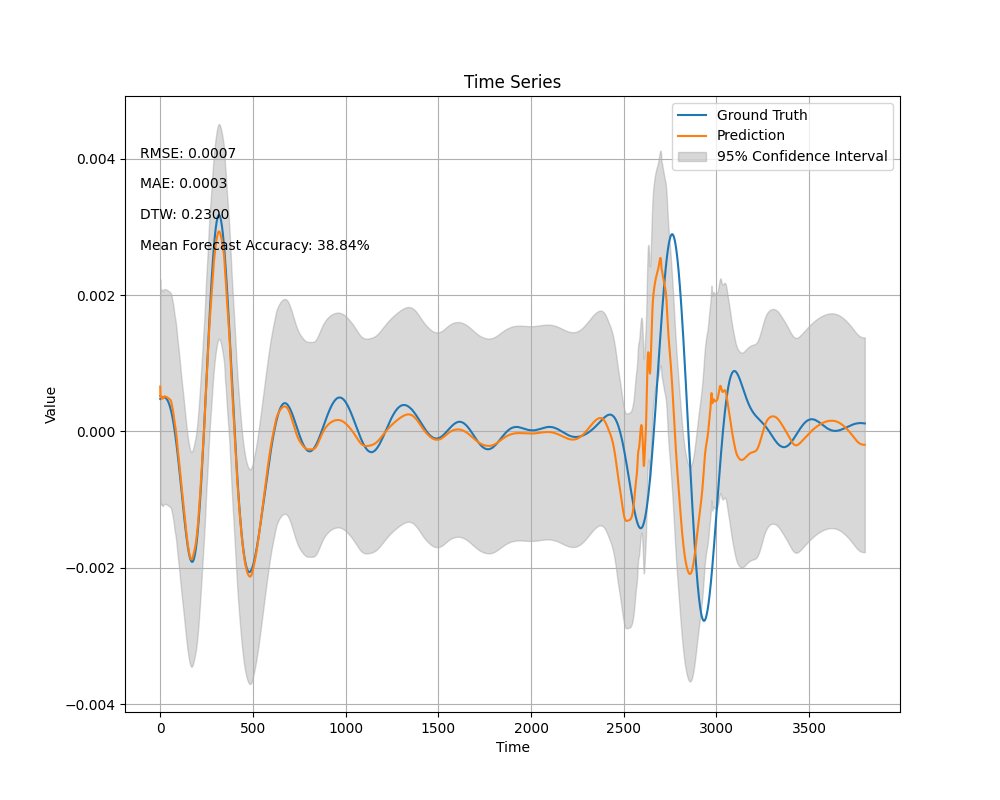 Time Series
Ground Truth
Prediction
95% Confidence Interval
RMSE: 0.0007
MAE: 0.0003
DTW: 0.2300
Mean Forecast Accuracy: 38.84%
Value
0.004
0.002
0.000
−0.002
−0.004
0 500 1000 1500 2000 2500 3000 3500
Time